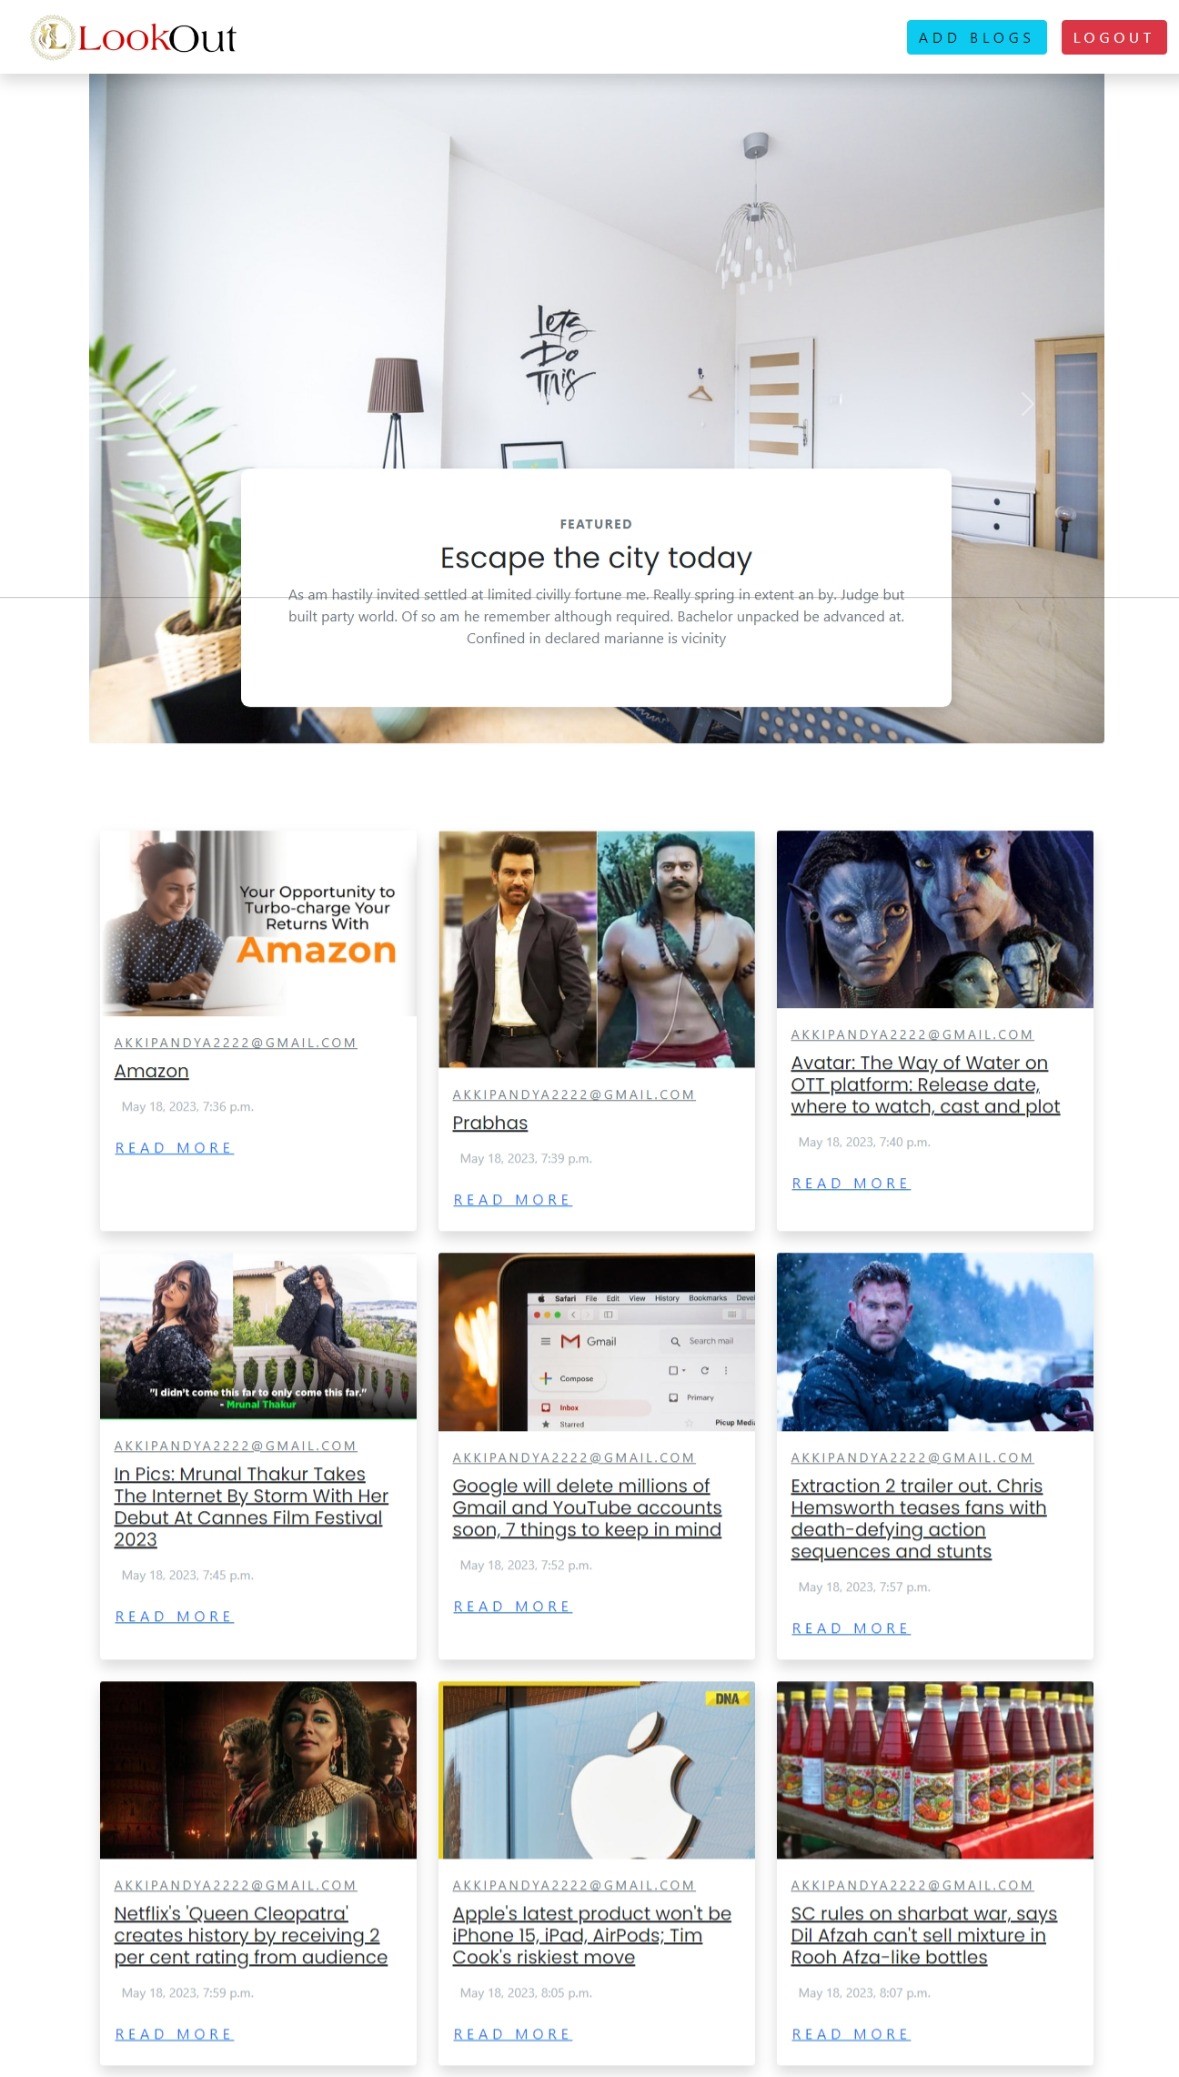 LookOut
ADD BLOGS
LOGOUT
Lets
Do
This
FEATURED
Escape the city today
As am hastily invited settled at limited civilly fortune me. Really spring in extent an by. Judge but
built party world. Of so am he remember although required. Bachelor unpacked be advanced at.
Confined in declared marianne is vicinity
Your Opportunity to
Turbo-charge Your
Returns With
Amazon
AKKIPANDYA2222@GMAIL.COM
Amazon
May 18, 2023, 7:36 p.m.
READ MORE
AKKIPANDYA2222@GMAIL.COM
Prabhas
May 18, 2023, 7:39 p.m.
READ MORE
AKKIPANDYA2222@GMAIL.COM
Avatar: The Way of Water on
OTT platform: Release date,
where to watch, cast and plot
May 18, 2023, 7:40 p.m.
READ MORE
"I didn't come this far to only come this far."
- Mrunal Thakur
AKKIPANDYA2222@GMAIL.COM
In Pics: Mrunal Thakur Takes
The Internet By Storm With Her
Debut At Cannes Film Festival
2023
May 18, 2023, 7:45 p.m.
READ MORE
Safari File Edit View History Bookmarks Devel
Gmail
Search mail
Compose
Primary
Inbox
Starred
Picup Media
AKKIPANDYA2222@GMAIL.COM
Google will delete millions of
Gmail and YouTube accounts
soon, 7 things to keep in mind
May 18, 2023, 7:52 p.m.
READ MORE
AKKIPANDYA2222@GMAIL.COM
Extraction 2 trailer out. Chris
Hemsworth teases fans with
death-defying action
sequences and stunts
May 18, 2023, 7:57 p.m.
READ MORE
AKKIPANDYA2222@GMAIL.COM
Netflix's 'Queen Cleopatra'
creates history by receiving 2
per cent rating from audience
May 18, 2023, 7:59 p.m.
READ MORE
DNA
AKKIPANDYA2222@GMAIL.COM
Apple's latest product won't be
iPhone 15, iPad, AirPods; Tim
Cook's riskiest move
May 18, 2023, 8:05 p.m.
READ MORE
AKKIPANDYA2222@GMAIL.COM
SC rules on sharbat war, says
Dil Afzah can't sell mixture in
Rooh Afza-like bottles
May 18, 2023, 8:07 p.m.
READ MORE